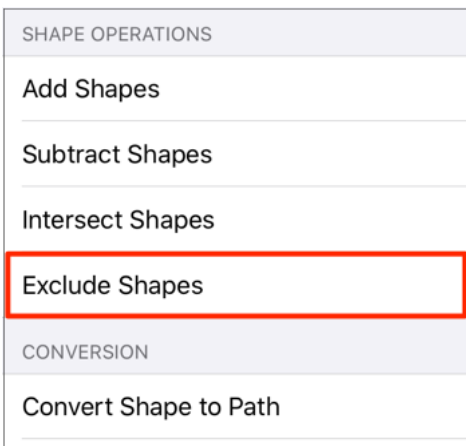 SHAPE OPERATIONS
Add Shapes
Subtract Shapes
Intersect Shapes
Exclude Shapes
CONVERSION
Convert Shape to Path